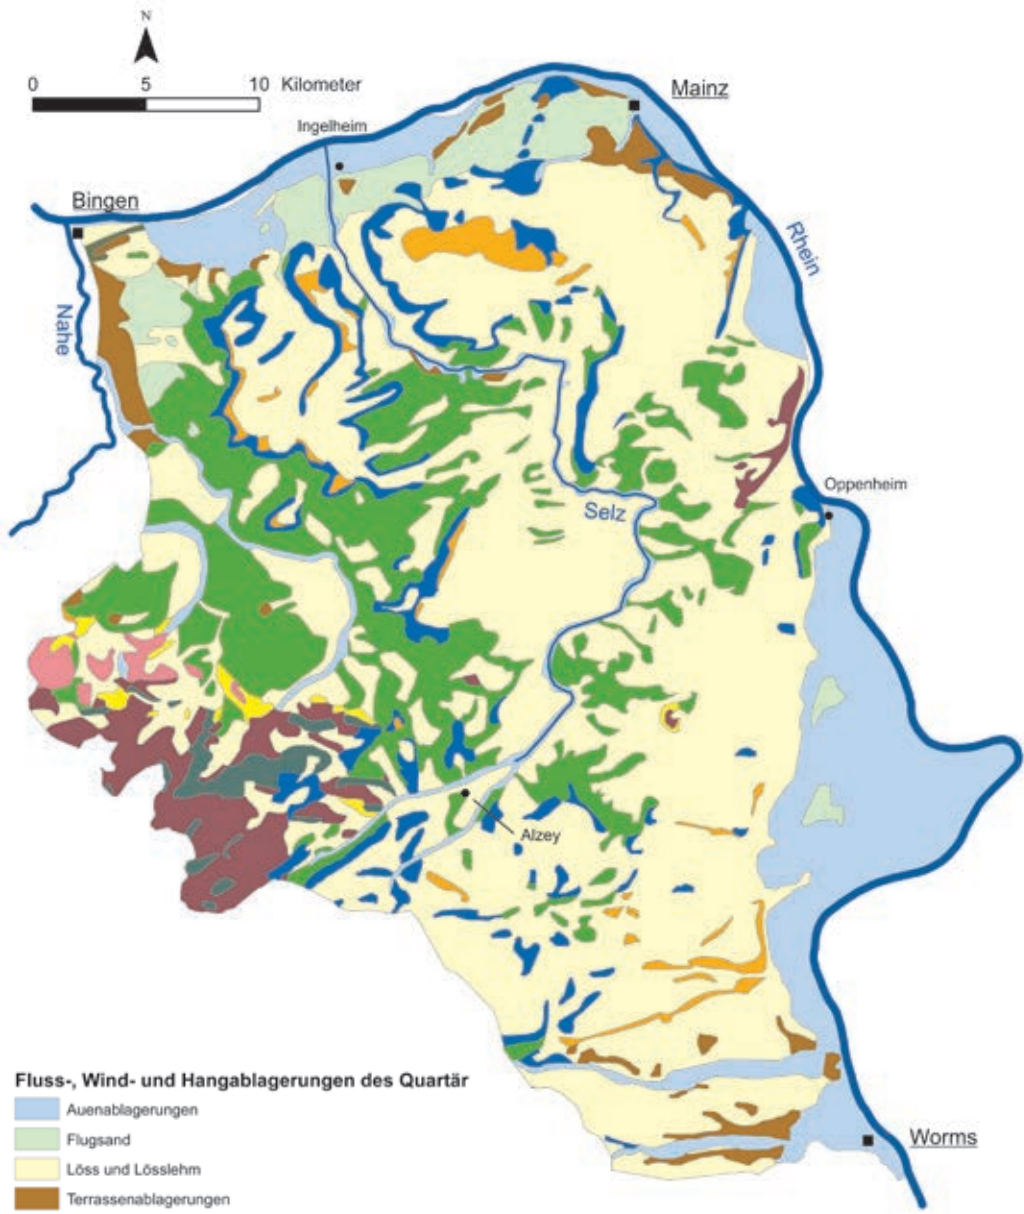 N
0 5 10 Kilometer
Mainz
Ingelheim
Bingen
Rhein
Nahe
Oppenheim
Selz
Alzey
Fluss-, Wind- und Hangablagerungen des Quartär
Auenablagerungen
Flugsand
Löss und Lösslehm
Terrassenablagerungen
Worms